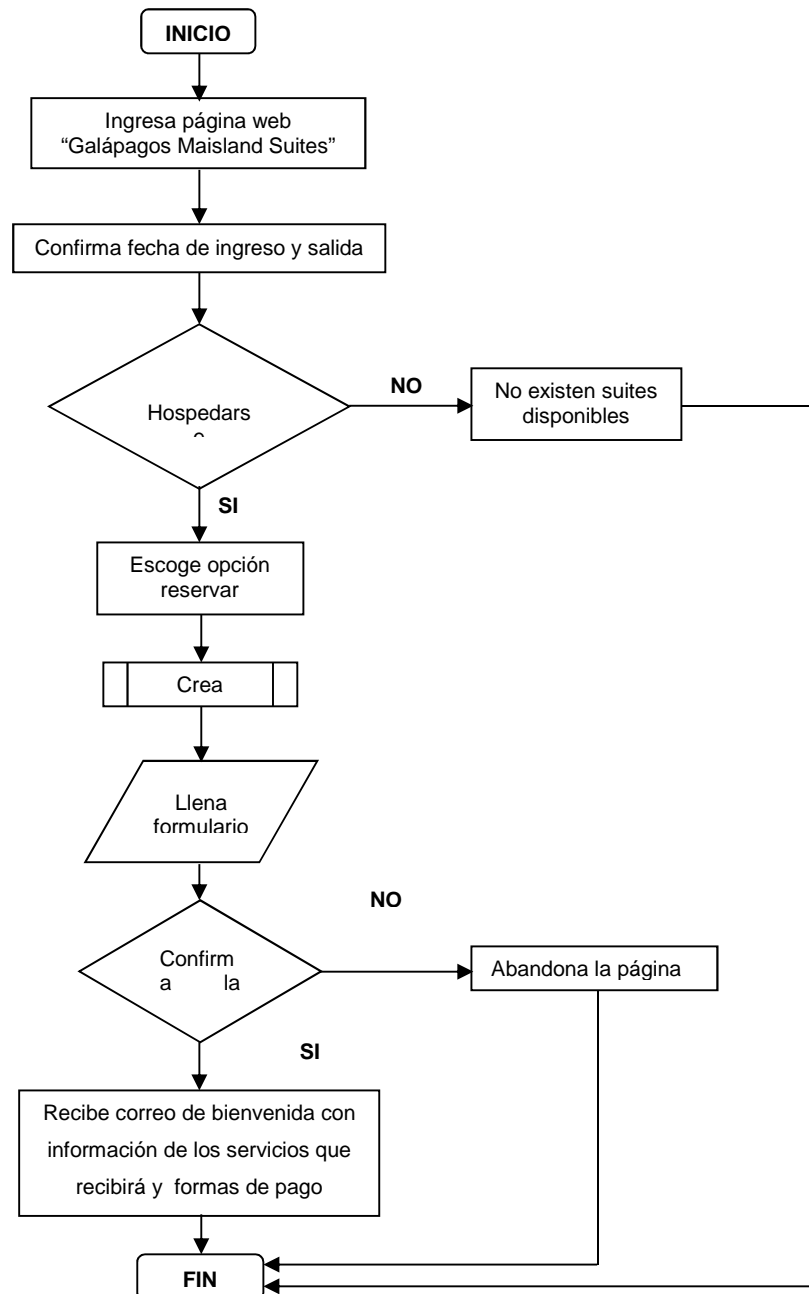 INICIO
Ingresa página web
“Galápagos Maisland Suites”
Confirma fecha de ingreso y salida
NO
No existen suites
disponibles
Hospedars
SI
Escoge opción
reservar
Crea
Llena
formulario
NO
Confirm
a la
Abandona la página
SI
Recibe correo de bienvenida con
información de los servicios que
recibirá y formas de pago
FIN